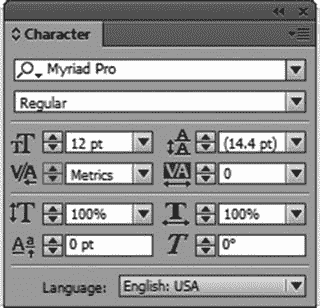 Character
Myriad Pro
Regular
12 pt (14.4 pt)
Metrics 0
100% 100%
0 pt 0°
Language: English: USA